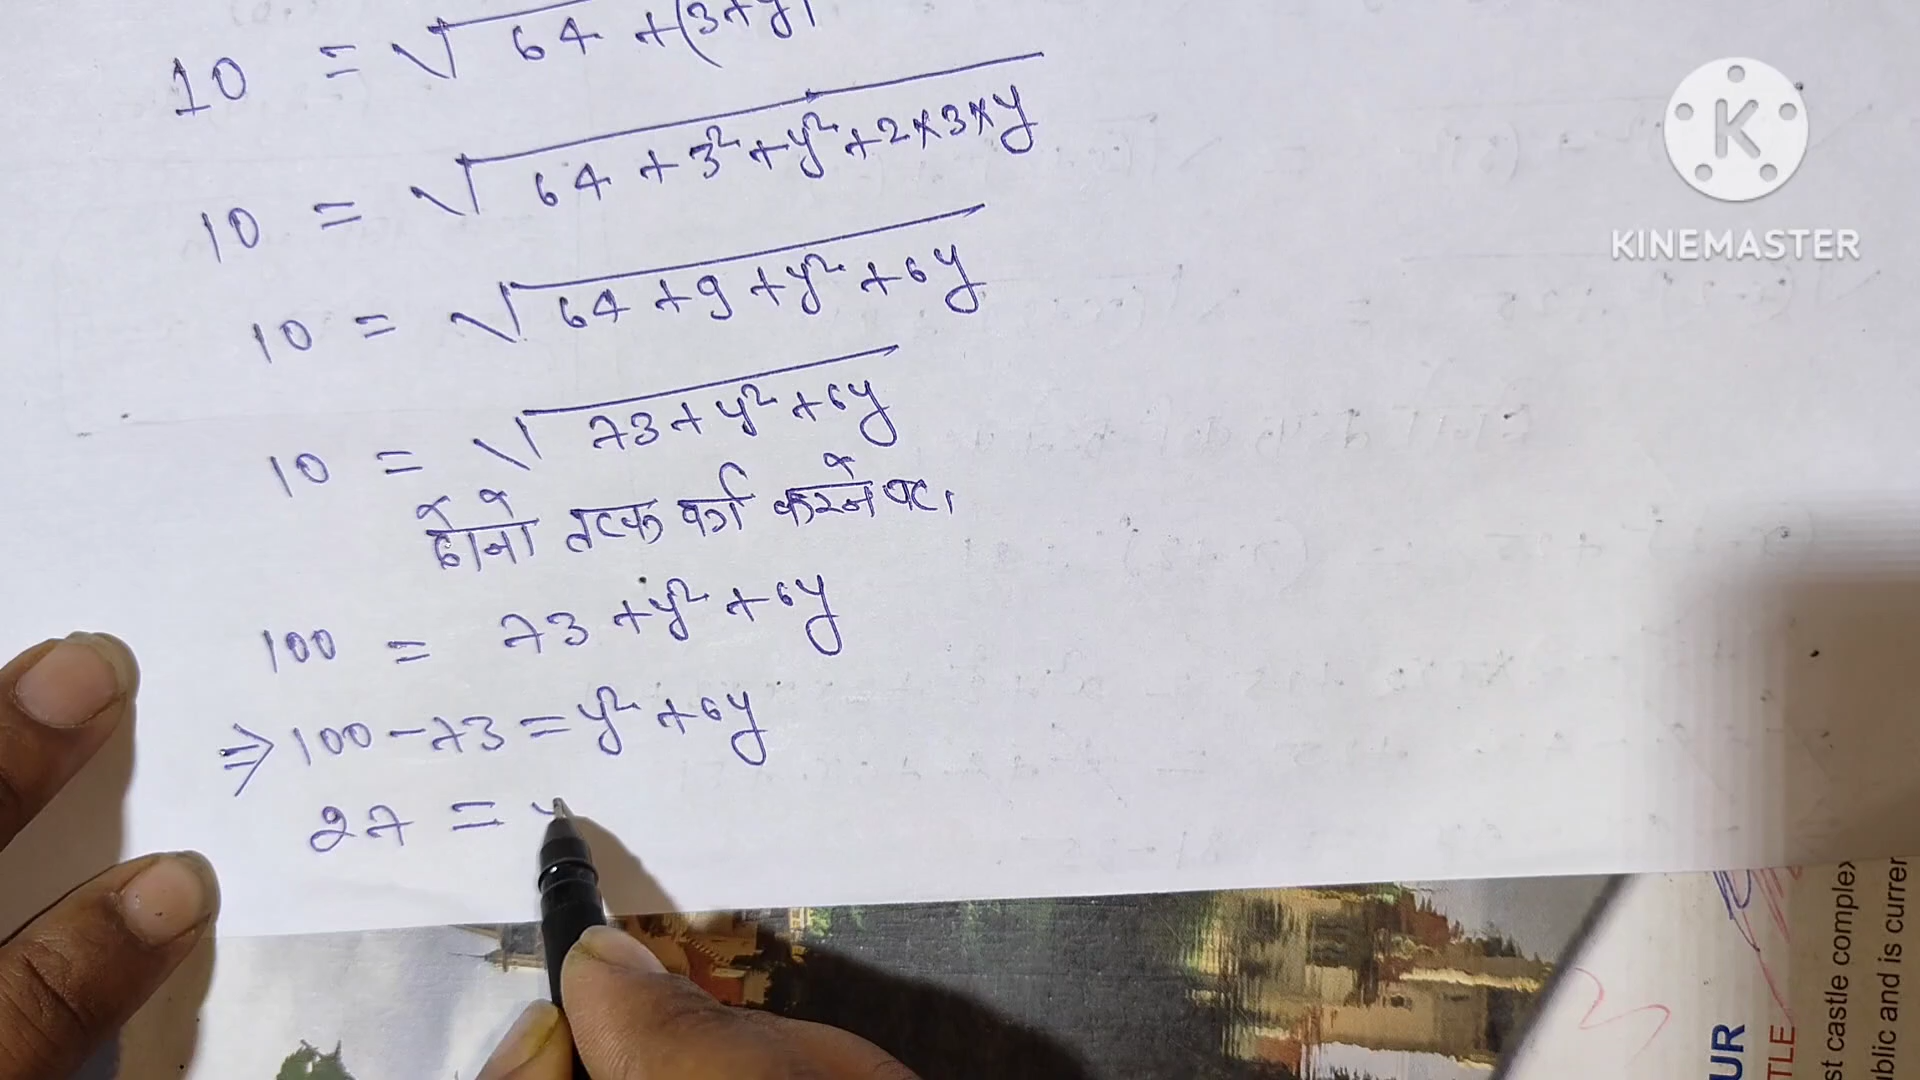 10 = √64 + (3+y)
10 = √64 + 3² + y² + 2×3×y
10 = √64 + 9 + y² + 6y
10 = √73 + y² + 6y
दोनों तरफ वर्ग करने पर,
100 = 73 + y² + 6y
⇒ 100 - 73 = y² + 6y
27 =
K
KINEMASTER
UR
TLE
st castle complex
ublic and is curren